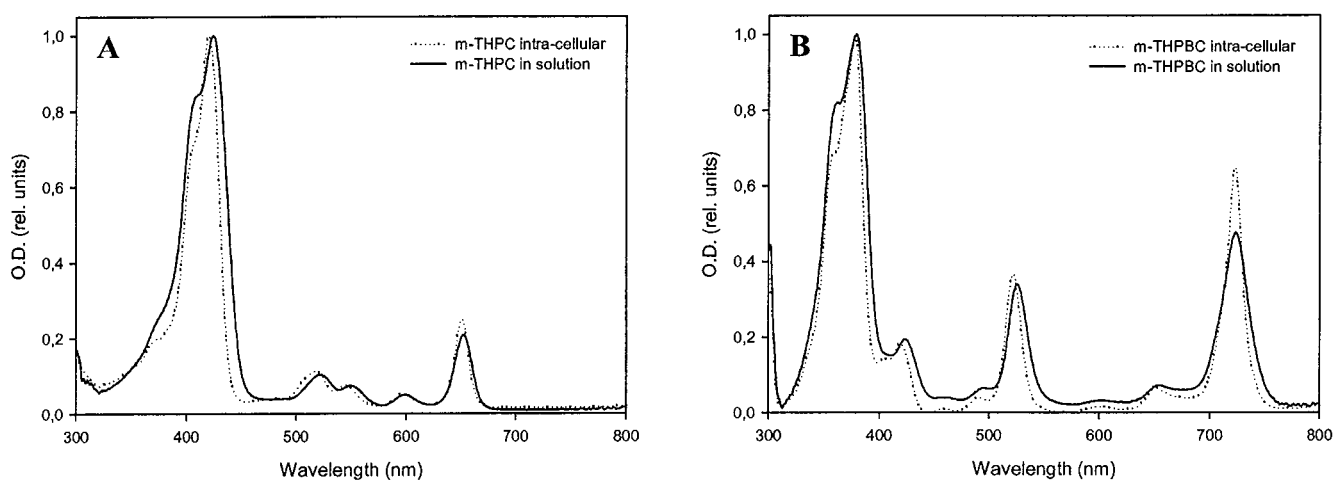 A
m-THPC intra-cellular
m-THPC in solution
1,0
0,8
0,6
0,4
0,2
0,0
O.D. (rel. units)
300 400 500 600 700 800
Wavelength (nm)
B
m-THPBC intra-cellular
m-THPBC in solution
1,0
0,8
0,6
0,4
0,2
0,0
O.D. (rel. units)
300 400 500 600 700 800
Wavelength (nm)